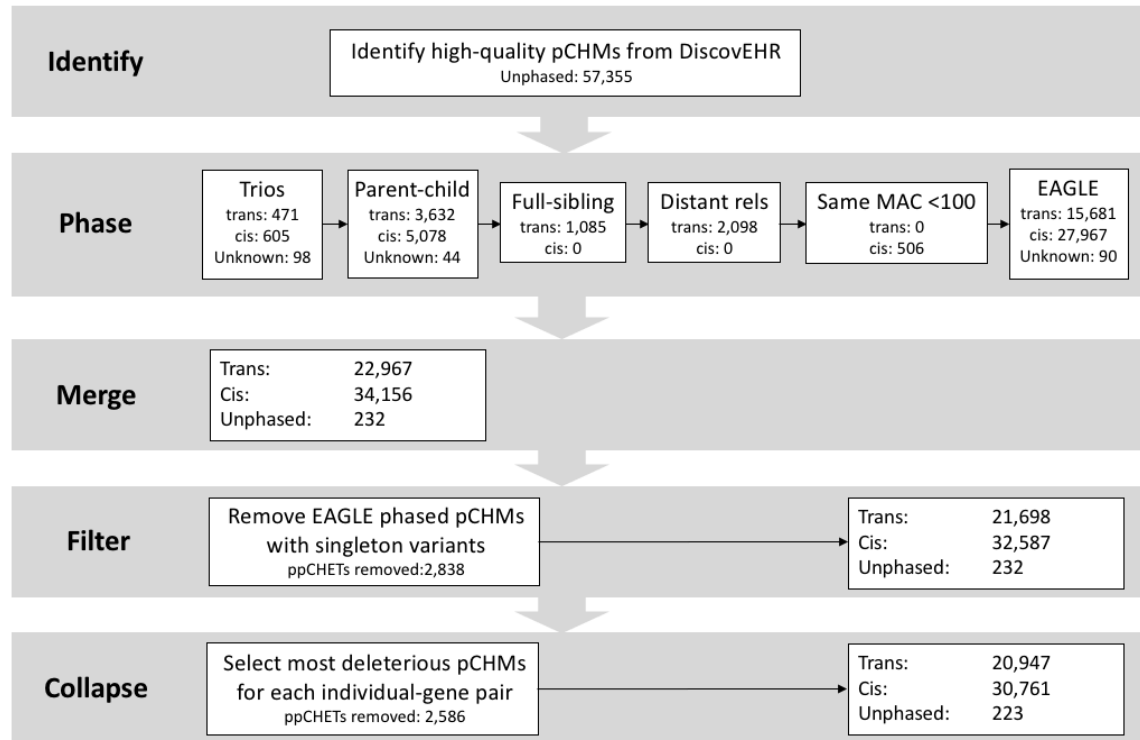 Identify
Identify high-quality pCHMs from DiscovEHR
Unphased: 57,355
Phase
Trios
trans: 471
cis: 605
Unknown: 98
Parent-child
trans: 3,632
cis: 5,078
Unknown: 44
Full-sibling
trans: 1,085
cis: 0
Distant rels
trans: 2,098
cis: 0
Same MAC <100
trans: 0
cis: 506
EAGLE
trans: 15,681
cis: 27,967
Unknown: 90
Merge
Trans: 22,967
Cis: 34,156
Unphased: 232
Filter
Remove EAGLE phased pCHMs
with singleton variants
ppCHETs removed:2,838
Trans: 21,698
Cis: 32,587
Unphased: 232
Collapse
Select most deleterious pCHMs
for each individual-gene pair
ppCHETs removed: 2,586
Trans: 20,947
Cis: 30,761
Unphased: 223